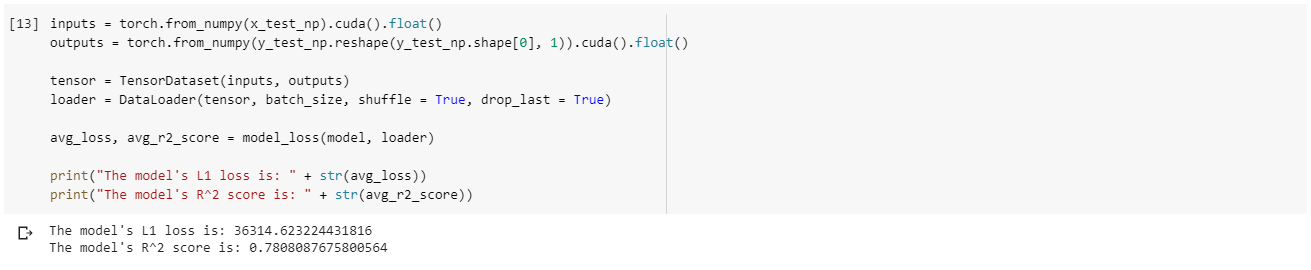 [13] inputs = torch.from_numpy(x_test_np).cuda().float()
outputs = torch.from_numpy(y_test_np.reshape(y_test_np.shape[0], 1)).cuda().float()
tensor = TensorDataset(inputs, outputs)
loader = DataLoader(tensor, batch_size, shuffle = True, drop_last = True)
avg_loss, avg_r2_score = model_loss(model, loader)
print("The model's L1 loss is: " + str(avg_loss))
print("The model's R^2 score is: " + str(avg_r2_score))
The model's L1 loss is: 36314.623224431816
The model's R^2 score is: 0.7808087675800564